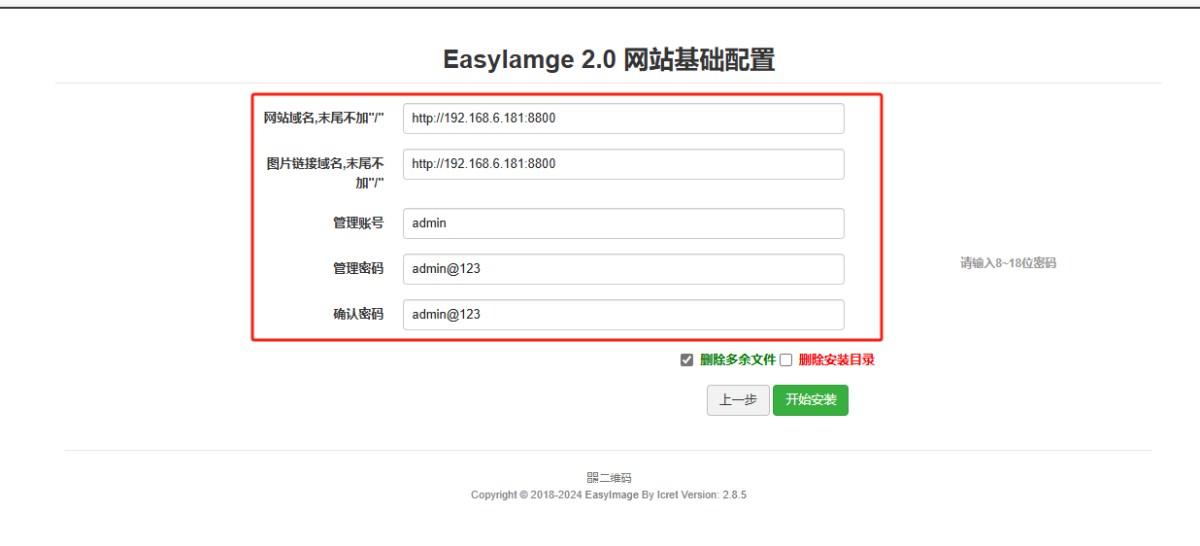 EasyIamge 2.0 网站基础配置
网站域名,末尾不加"/"
http://192.168.6.181:8800
图片链接域名,末尾不
加"/"
http://192.168.6.181:8800
管理账号
admin
管理密码
admin@123
请输入8~18位密码
确认密码
admin@123
删除多余文件
删除安装目录
上一步
开始安装
二维码
Copyright © 2018-2024 EasyImage By Icret Version: 2.8.5